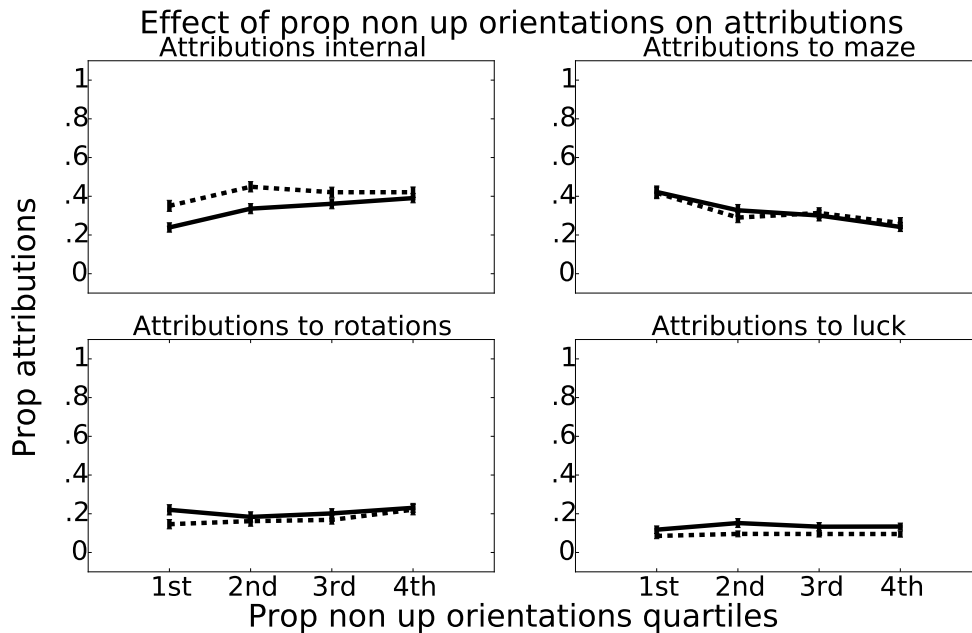 Effect of prop non up orientations on attributions
Attributions internal
Attributions to maze
1
.8
.6
.4
.2
0
1
.8
.6
.4
.2
0
Prop attributions
Attributions to rotations
Attributions to luck
1
.8
.6
.4
.2
0
1
.8
.6
.4
.2
0
1st 2nd 3rd 4th
1st 2nd 3rd 4th
Prop non up orientations quartiles